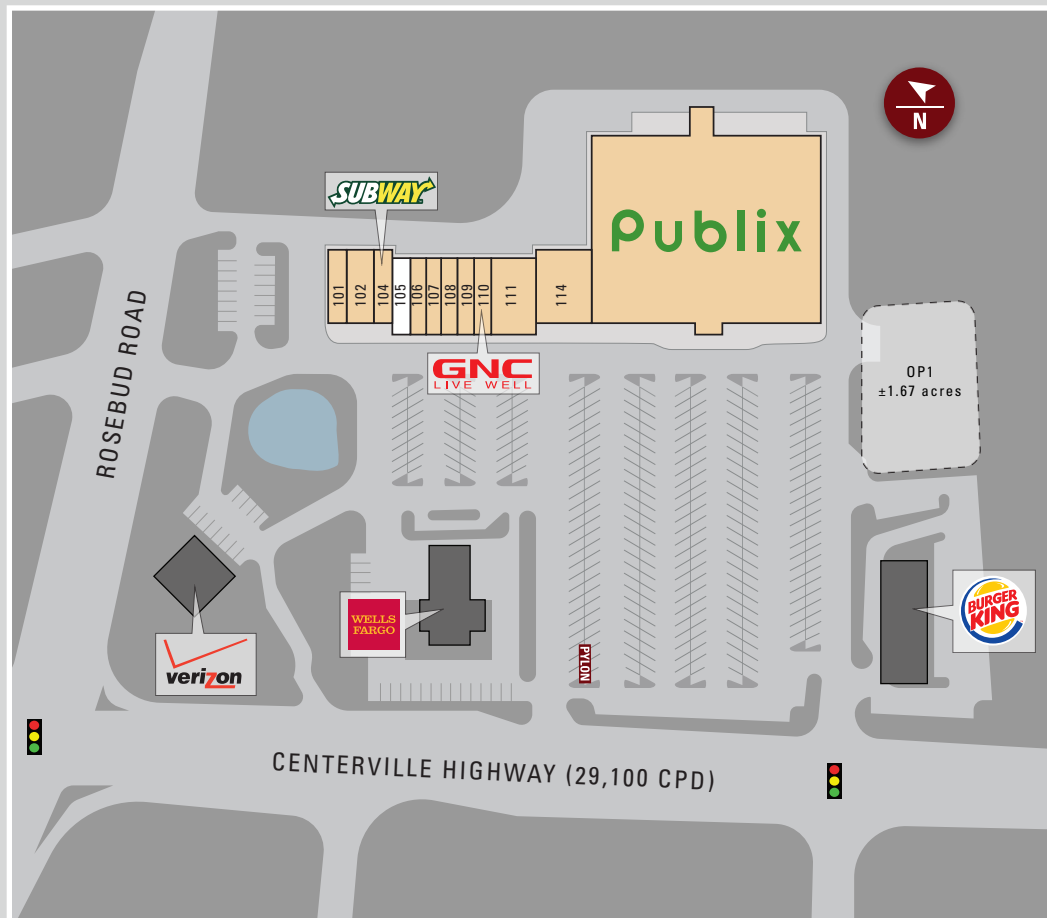 N
SUBWAY
Publix
101
102
104
105
106
107
108
109
110
111
114
GNC
LIVE WELL
OP1
±1.67 acres
ROSEBUD ROAD
WELLS
FARGO
BURGER
KING
PYLON
verizon
CENTERVILLE HIGHWAY (29,100 CPD)